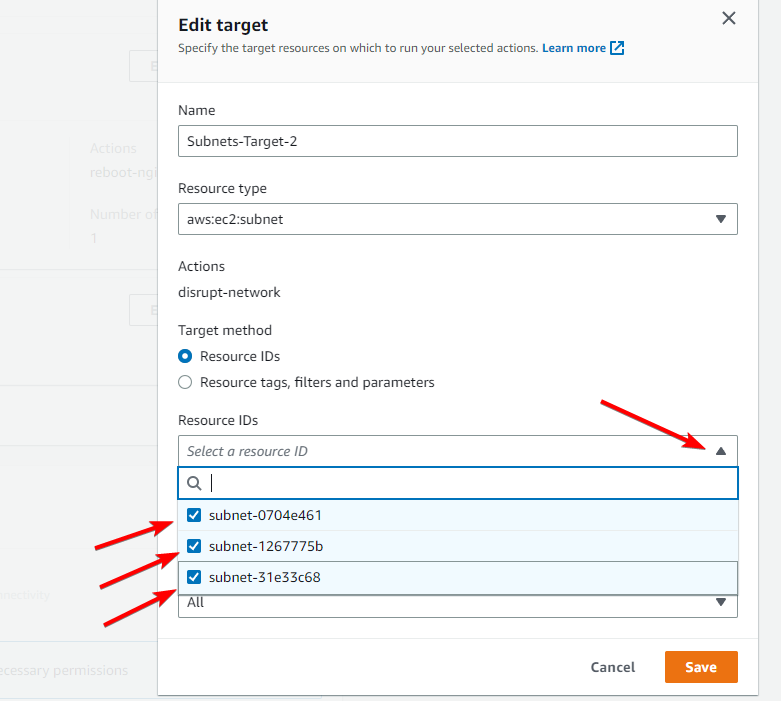 Edit target
Specify the target resources on which to run your selected actions. Learn more
Name
Subnets-Target-2
Resource type
aws:ec2:subnet
Actions
disrupt-network
Target method
Resource IDs
Resource tags, filters and parameters
Resource IDs
Select a resource ID
subnet-0704e461
subnet-1267775b
subnet-31e33c68
All
Cancel
Save
E
Actions
reboot-ngi
Number of
1
E
ecessary permissions